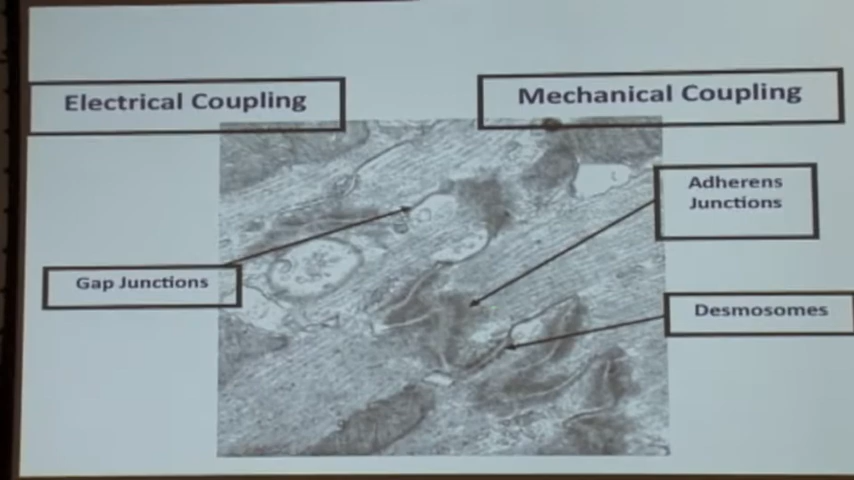 Electrical Coupling
Mechanical Coupling
Adherens
Junctions
Gap Junctions
Desmosomes